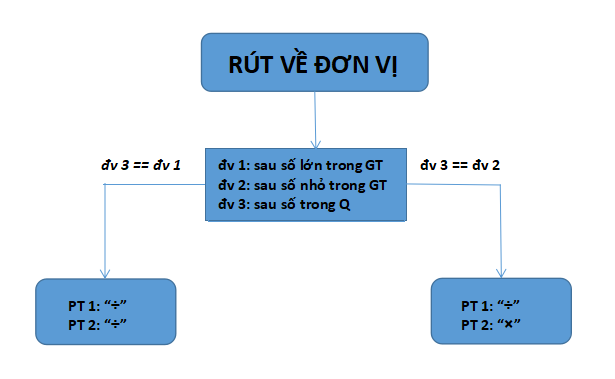 RÚT VỀ ĐƠN VỊ
đv 3 == đv 1
đv 1: sau số lớn trong GT
đv 2: sau số nhỏ trong GT
đv 3: sau số trong Q
đv 3 == đv 2
PT 1: “÷”
PT 2: “÷”
PT 1: “÷”
PT 2: “×”